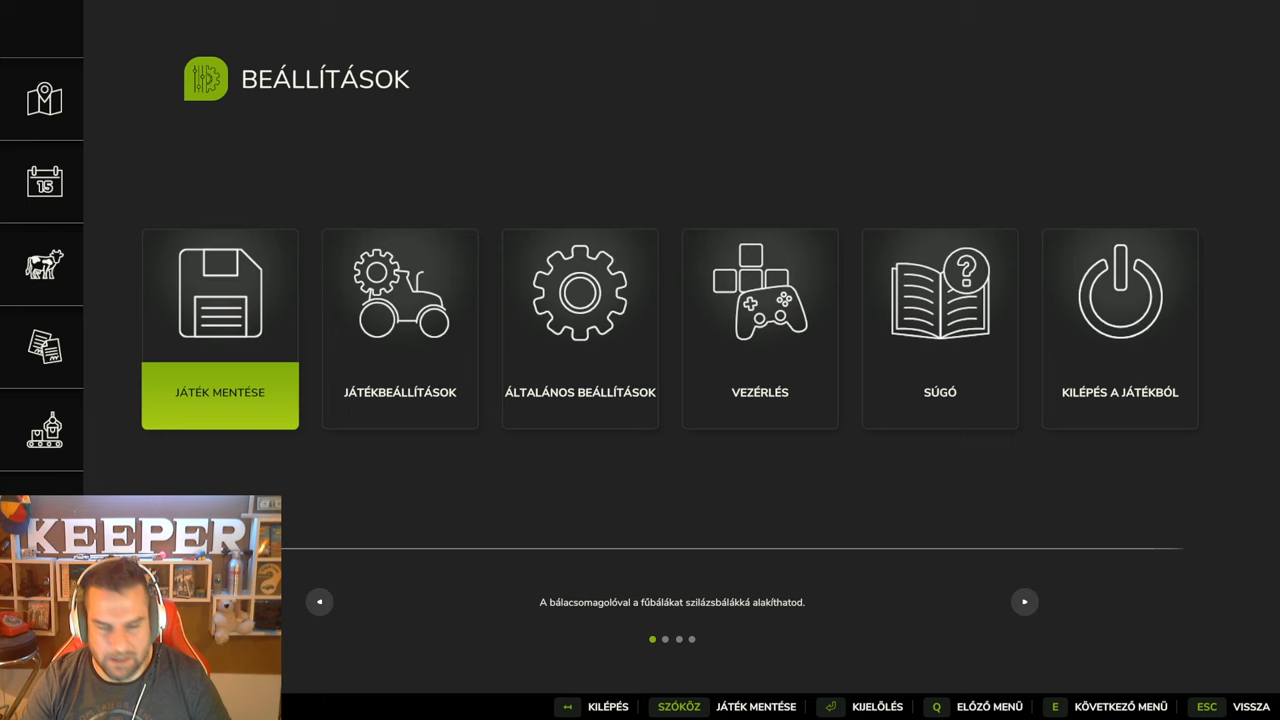 BEÁLLÍTÁSOK
15
JÁTÉK MENTÉSE
JÁTÉKBEÁLLÍTÁSOK
ÁLTALÁNOS BEÁLLÍTÁSOK
VEZÉRLÉS
?
SÚGÓ
KILÉPÉS A JÁTÉKBÓL
KEEPER
A bálacsomagolóval a fűbálákat szilázsbálákká alakíthatod.
KILÉPÉS
SZÓKÖZ JÁTÉK MENTÉSE
KIJELÖLÉS
Q ELŐZŐ MENÜ
E KÖVETKEZŐ MENÜ
ESC VISSZA